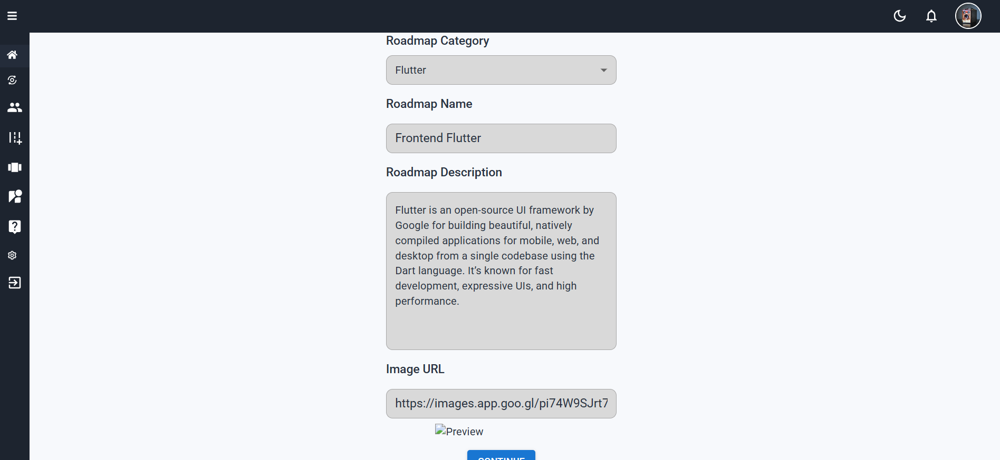 Roadmap Category
Flutter
Roadmap Name
Frontend Flutter
Roadmap Description
Flutter is an open-source UI framework by
Google for building beautiful, natively
compiled applications for mobile, web, and
desktop from a single codebase using the
Dart language. It’s known for fast
development, expressive UIs, and high
performance.
Image URL
https://images.app.goo.gl/pi74W9SJrt7
Preview
CONTINUE